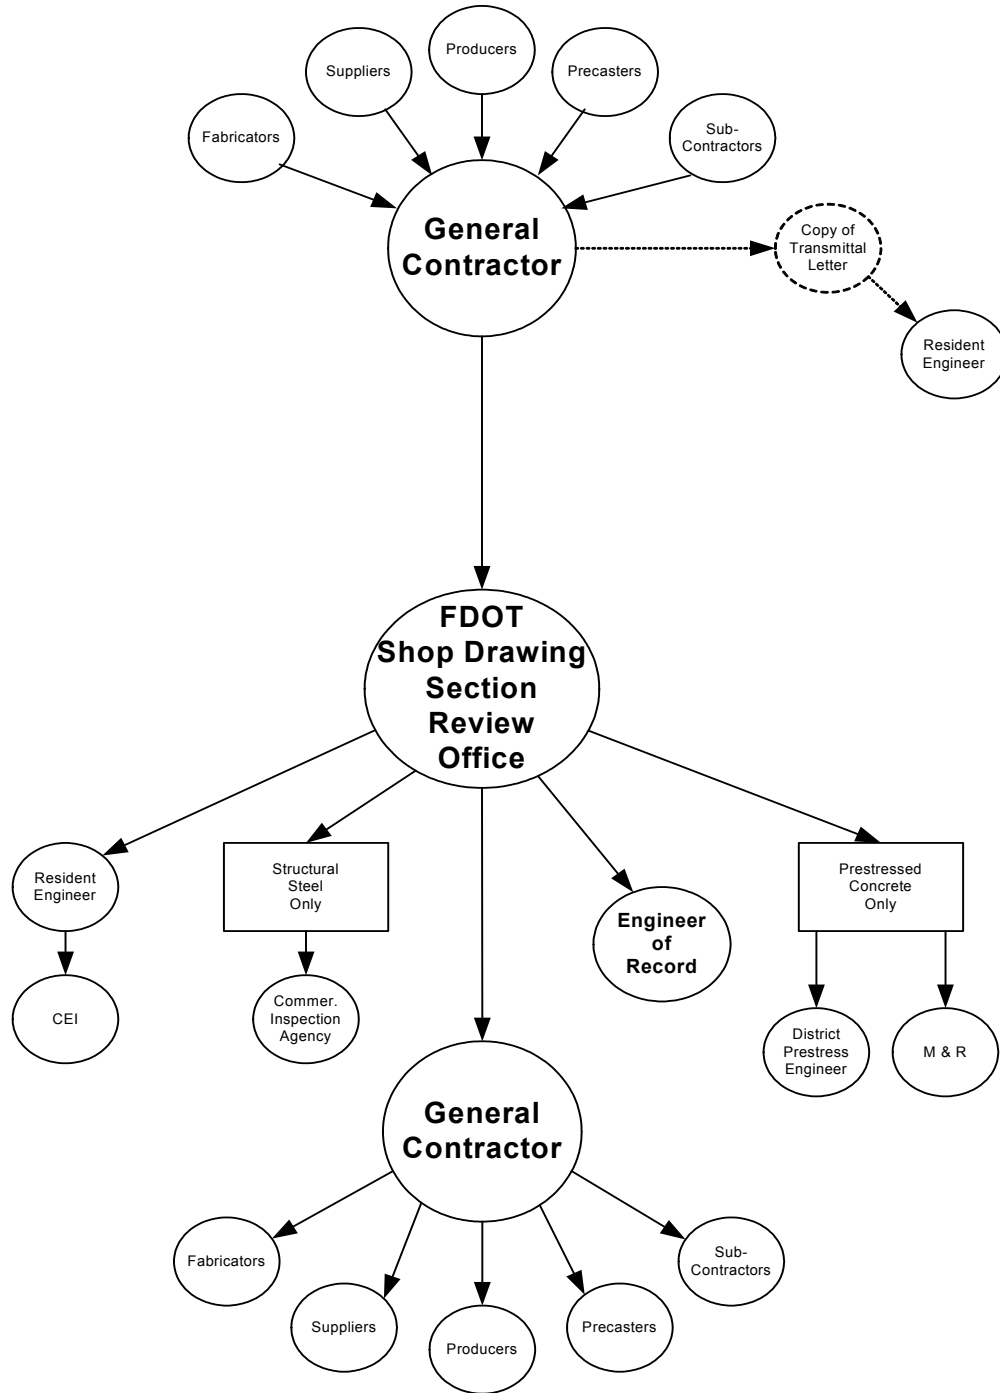 Producers
Suppliers
Precasters
Fabricators
Sub-
Contractors
General
Contractor
Copy of
Transmittal
Letter
Resident
Engineer
FDOT
Shop Drawing
Section
Review
Office
Resident
Engineer
Structural
Steel
Only
Engineer
of
Record
Prestressed
Concrete
Only
CEI
Commer.
Inspection
Agency
District
Prestress
Engineer
M & R
General
Contractor
Fabricators
Sub-
Contractors
Suppliers
Precasters
Producers